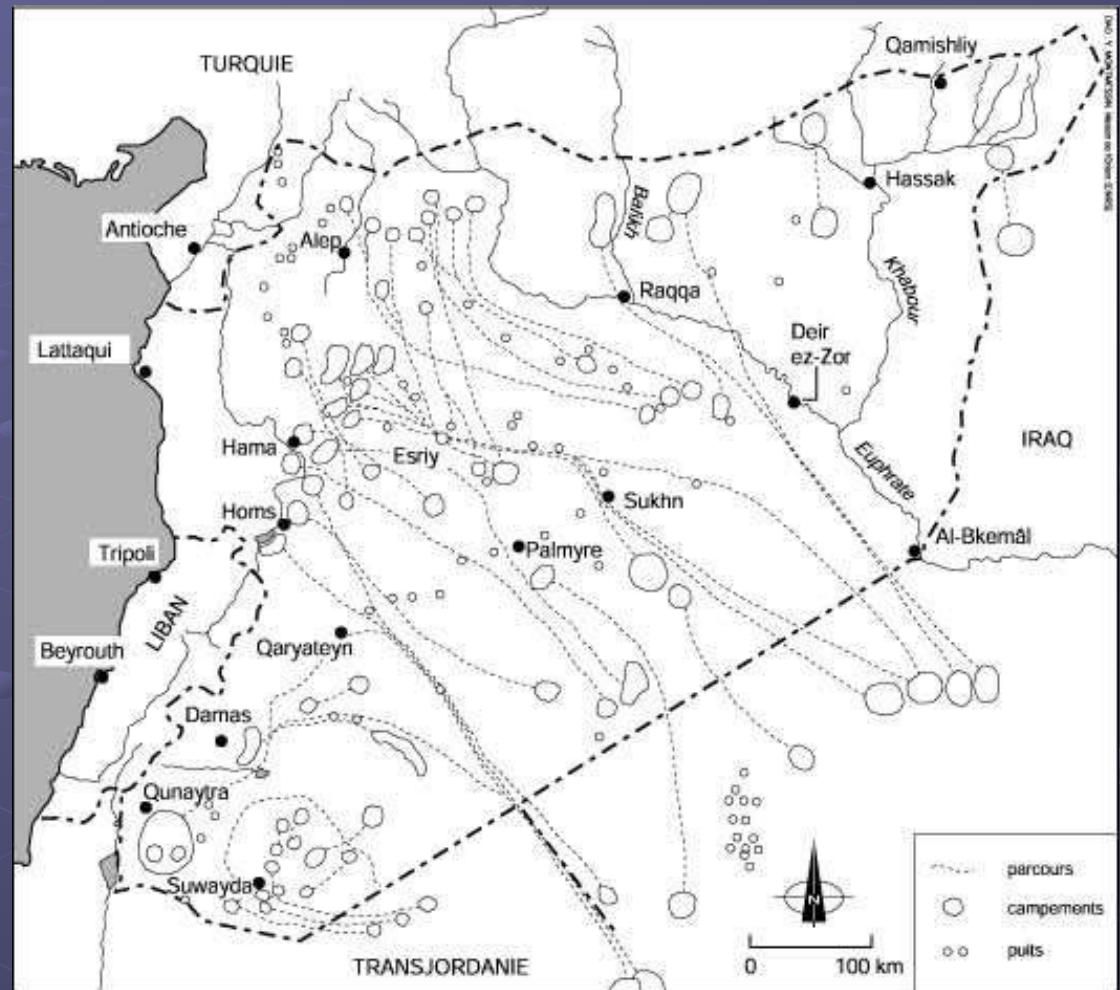 TURQUIE
Qamishliy
Hassak
Antioche
Alep
Balikh
Raqqa
Khabour
Deir
ez-Zor
Lattaqui
Hama
Esriy
IRAQ
Euphrate
Sukhn
Homs
Al-Bkemâl
Tripoli
Palmyre
LIBAN
Qaryateyn
Beyrouth
Damas
Qunaytra
Suwayda
TRANSJORDANIE
N
0 100 km
parcours
campements
puits